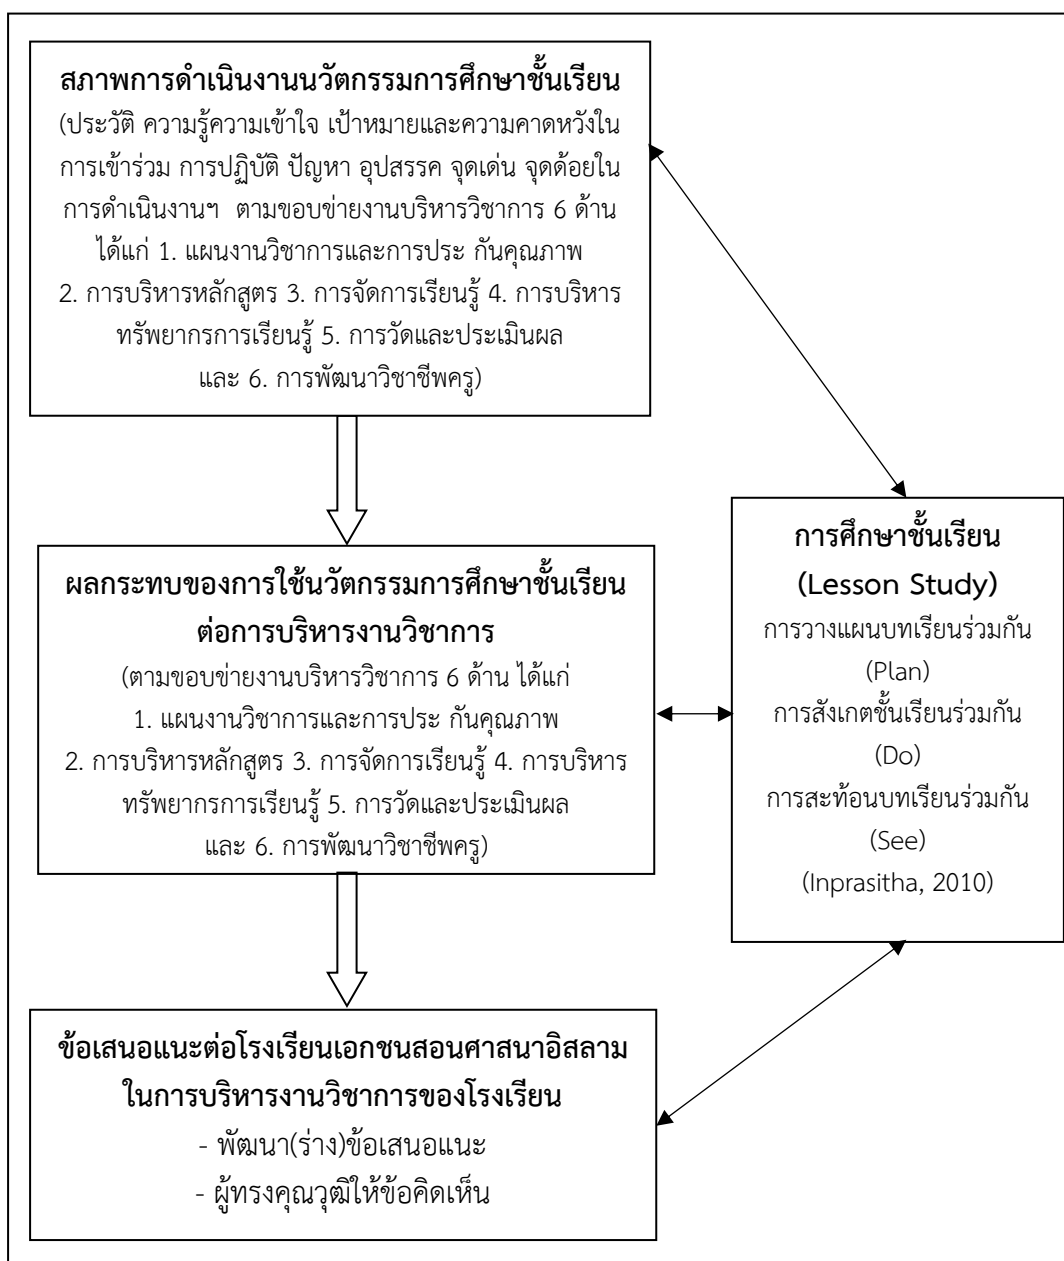 สภาพการดำเนินงานนวัตกรรมการศึกษาชั้นเรียน
(ประวัติ ความรู้ความเข้าใจ เป้าหมายและความคาดหวังใน
การเข้าร่วม การปฏิบัติ ปัญหา อุปสรรค จุดเด่น จุดด้อยใน
การดำเนินงานฯ ตามขอบข่ายงานบริหารวิชาการ 6 ด้าน
ได้แก่ 1. แผนงานวิชาการและการประ กันคุณภาพ
2. การบริหารหลักสูตร 3. การจัดการเรียนรู้ 4. การบริหาร
ทรัพยากรการเรียนรู้ 5. การวัดและประเมินผล
และ 6. การพัฒนาวิชาชีพครู)
ผลกระทบของการใช้นวัตกรรมการศึกษาชั้นเรียน
ต่อการบริหารงานวิชาการ
(ตามขอบข่ายงานบริหารวิชาการ 6 ด้าน ได้แก่
1. แผนงานวิชาการและการประ กันคุณภาพ
2. การบริหารหลักสูตร 3. การจัดการเรียนรู้ 4. การบริหาร
ทรัพยากรการเรียนรู้ 5. การวัดและประเมินผล
และ 6. การพัฒนาวิชาชีพครู)
ข้อเสนอแนะต่อโรงเรียนเอกชนสอนศาสนาอิสลาม
ในการบริหารงานวิชาการของโรงเรียน
- พัฒนา(ร่าง)ข้อเสนอแนะ
- ผู้ทรงคุณวุฒิให้ข้อคิดเห็น
การศึกษาชั้นเรียน
(Lesson Study)
การวางแผนบทเรียนร่วมกัน
(Plan)
การสังเกตชั้นเรียนร่วมกัน
(Do)
การสะท้อนบทเรียนร่วมกัน
(See)
(Inprasitha, 2010)